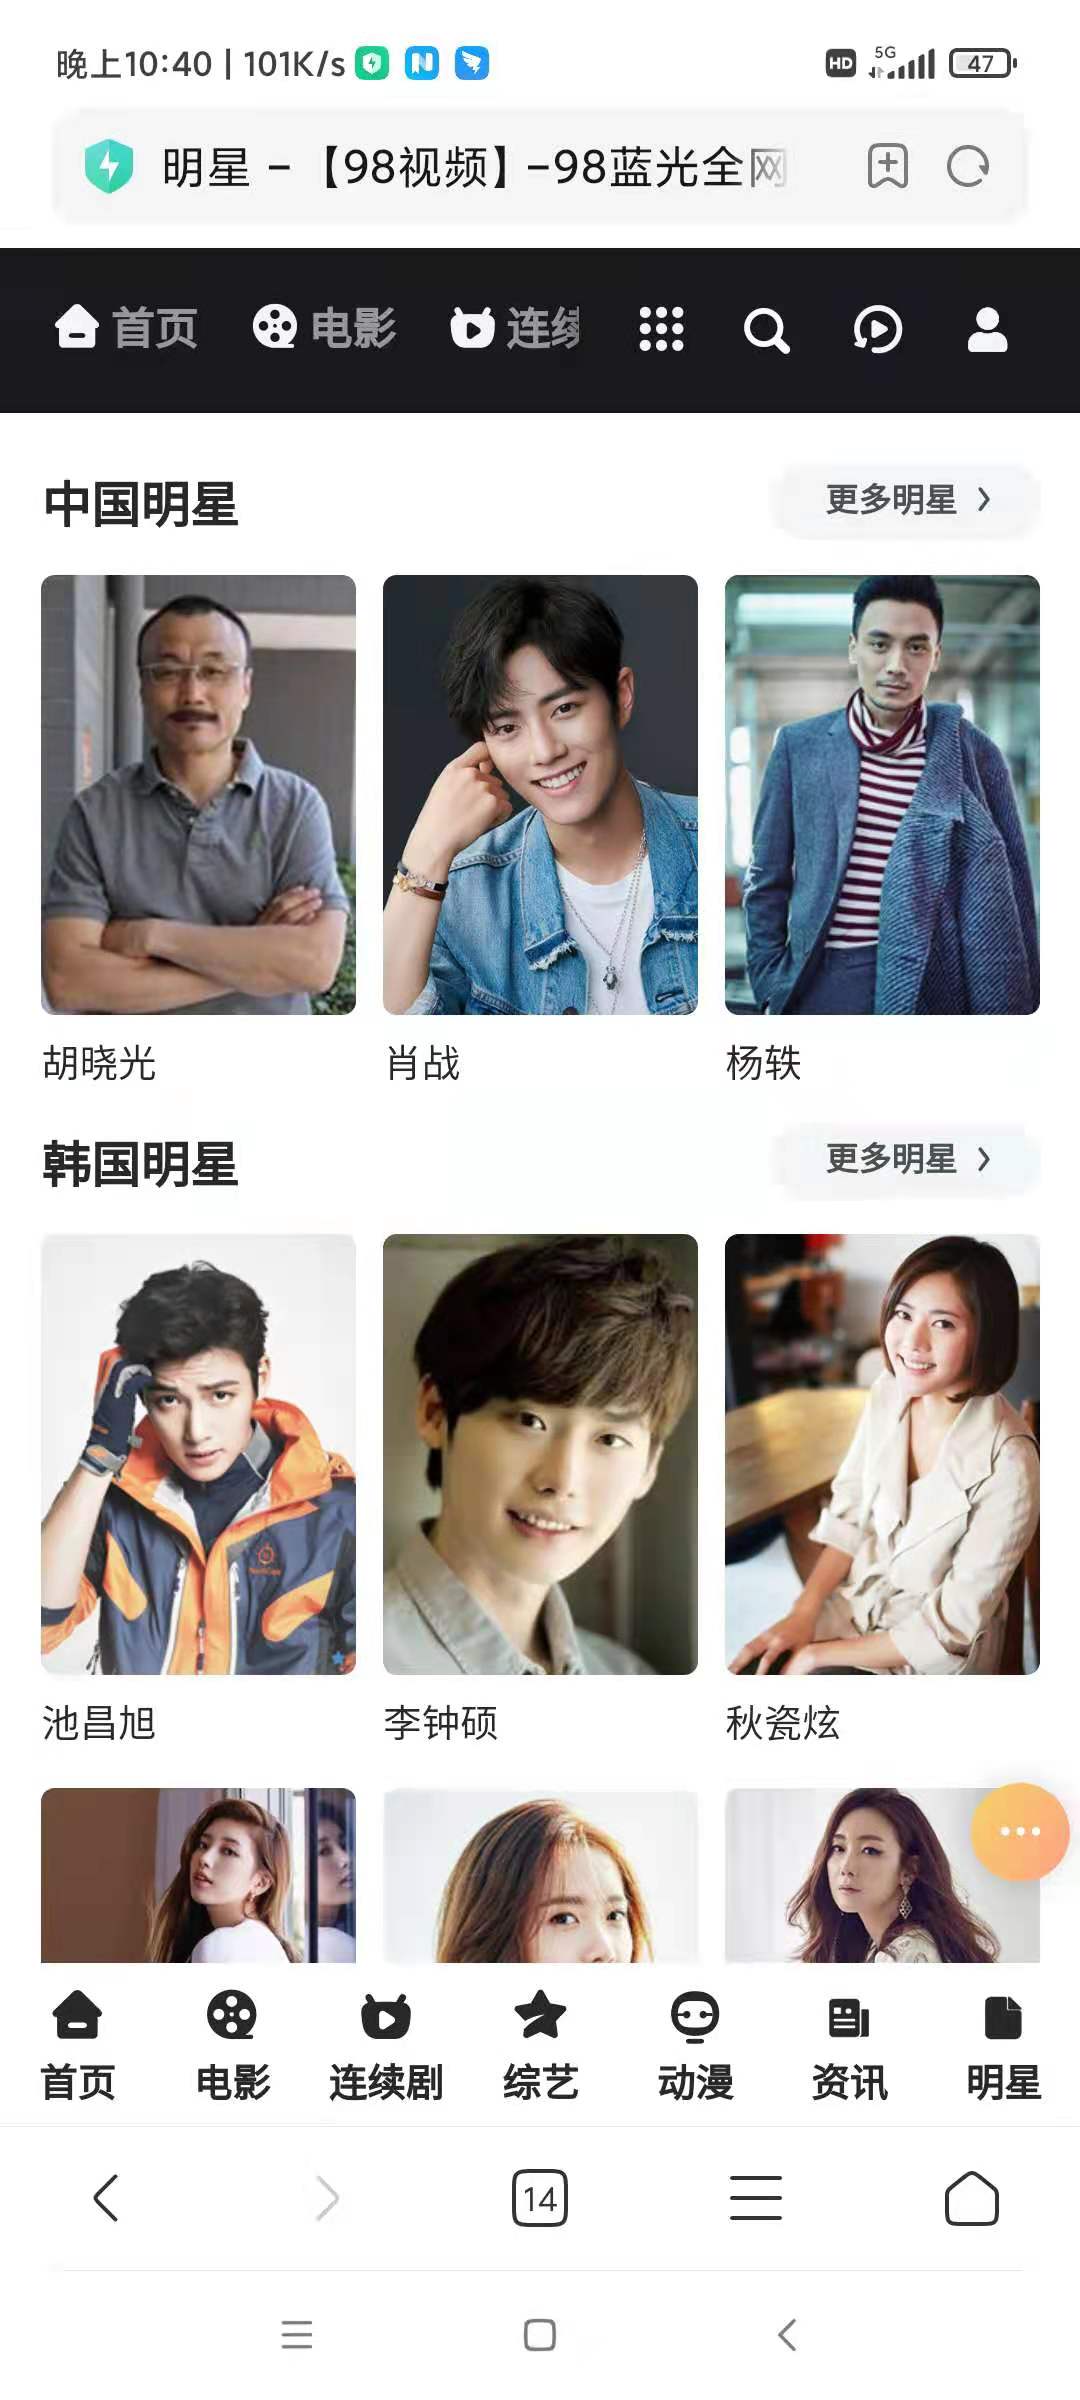 晚上10:40 | 101K/s HD 5G 47
明星 – 【98视频】–98蓝光全网
首页 电影 连续
中国明星 更多明星
胡晓光 肖战 杨轶
韩国明星 更多明星
池昌旭 李钟硕 秋瓷炫
首页 电影 连续剧 综艺 动漫 资讯 明星
14